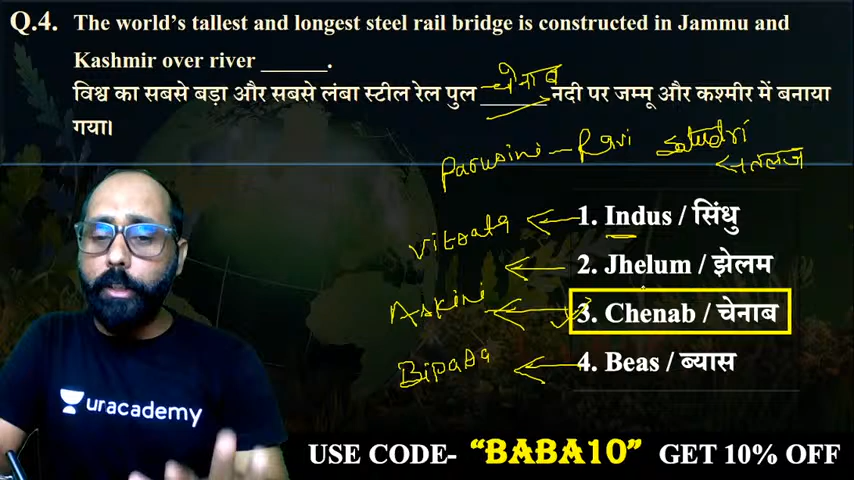 Q.4. The world's tallest and longest steel rail bridge is constructed in Jammu and
Kashmir over river ______.
विश्व का सबसे बड़ा और सबसे लंबा स्टील रेल पुल ______ नदी पर जम्मू और कश्मीर में बनाया
गया।
चेनाब
Parusini - Ravi Satudri
सतलज
Vitasta
1. Indus / सिंधु
2. Jhelum / झेलम
Askini
3. Chenab / चेनाब
Bipasa
4. Beas / ब्यास
uracademy
USE CODE- “BABA10” GET 10% OFF